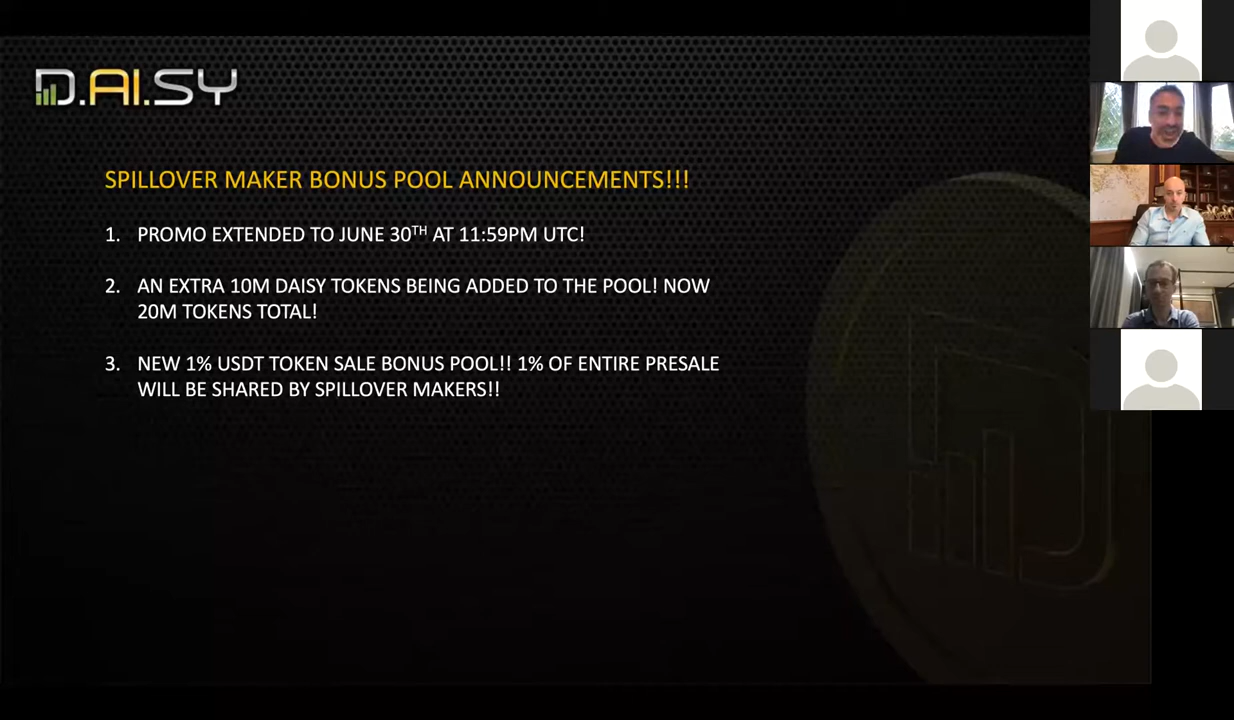 D.AI.SY
SPILLOVER MAKER BONUS POOL ANNOUNCEMENTS!!!
1. PROMO EXTENDED TO JUNE 30TH AT 11:59PM UTC!
2. AN EXTRA 10M DAISY TOKENS BEING ADDED TO THE POOL! NOW
20M TOKENS TOTAL!
3. NEW 1% USDT TOKEN SALE BONUS POOL!! 1% OF ENTIRE PRESALE
WILL BE SHARED BY SPILLOVER MAKERS!!